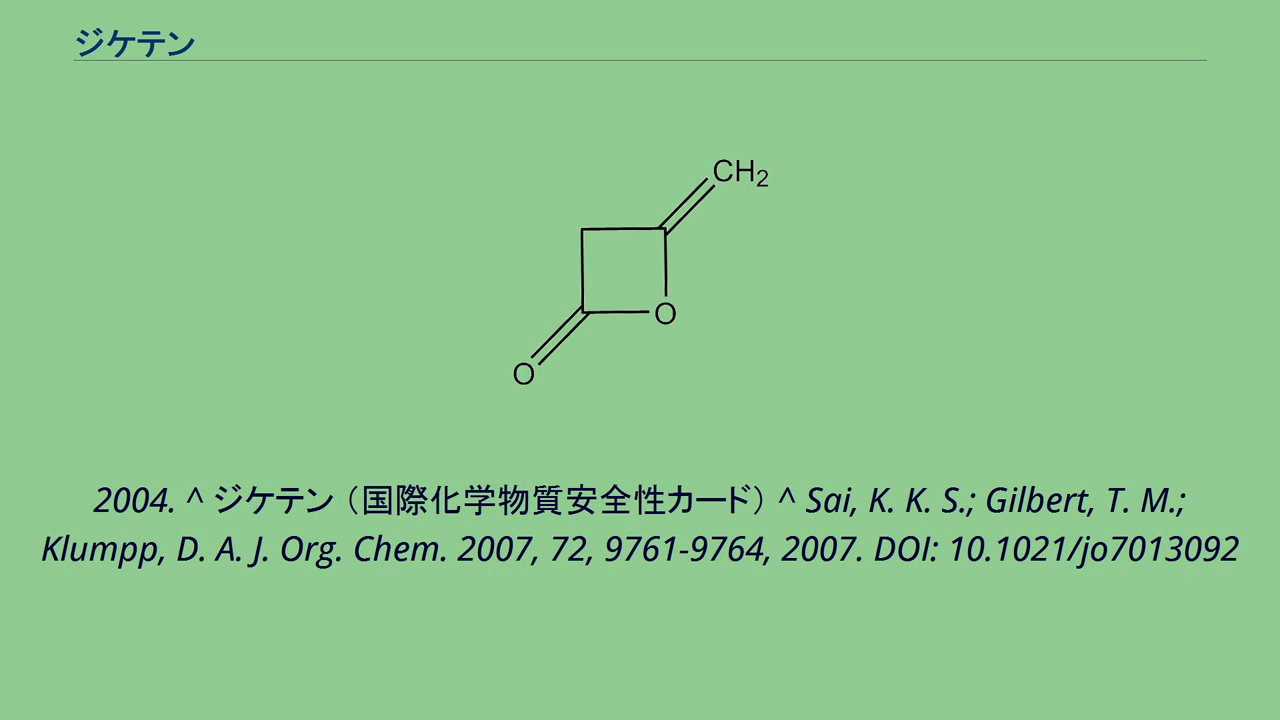 ジケテン
CH₂
O
O
2004. ^ ジケテン（国際化学物質安全性カード） ^ Sai, K. K. S.; Gilbert, T. M.;
Klumpp, D. A. J. Org. Chem. 2007, 72, 9761-9764, 2007. DOI: 10.1021/jo7013092